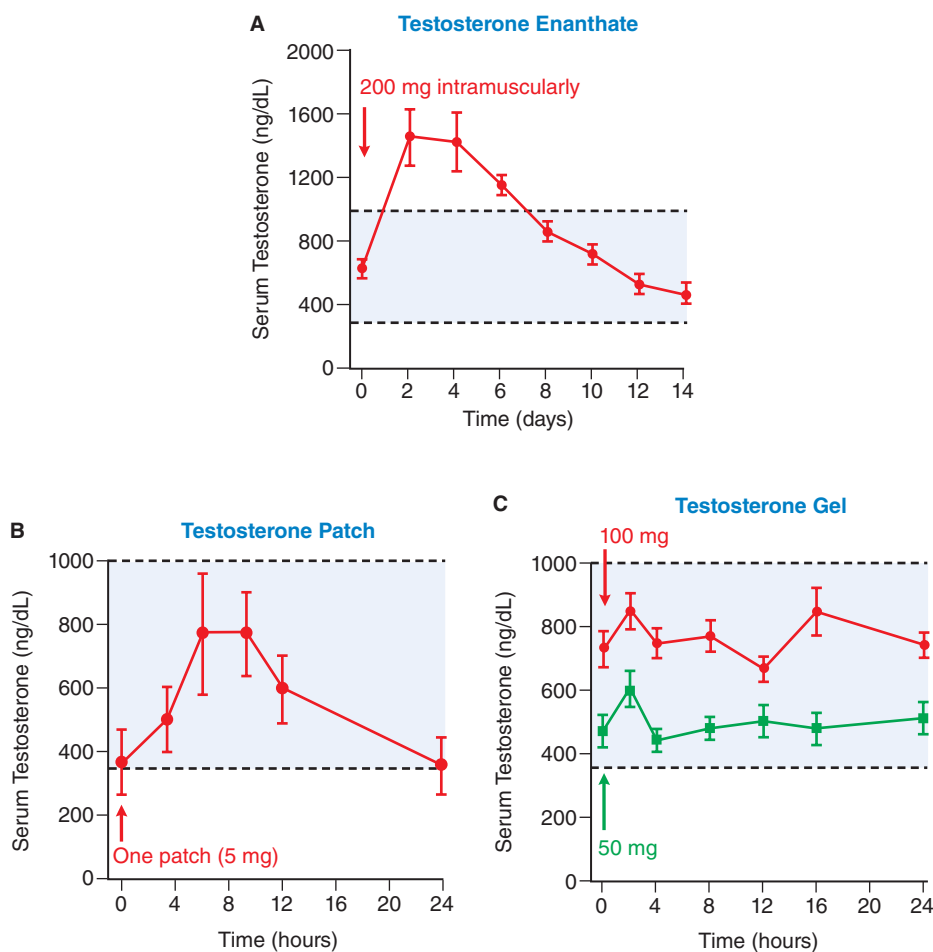 A
Testosterone Enanthate
2000
1600
1200
800
400
0
Serum Testosterone (ng/dL)
200 mg intramuscularly
0 2 4 6 8 10 12 14
Time (days)
B
Testosterone Patch
1000
800
600
400
200
0
Serum Testosterone (ng/dL)
One patch (5 mg)
0 4 8 12 16 20 24
Time (hours)
C
Testosterone Gel
100 mg
1000
800
600
400
200
0
Serum Testosterone (ng/dL)
50 mg
0 4 8 12 16 20 24
Time (hours)